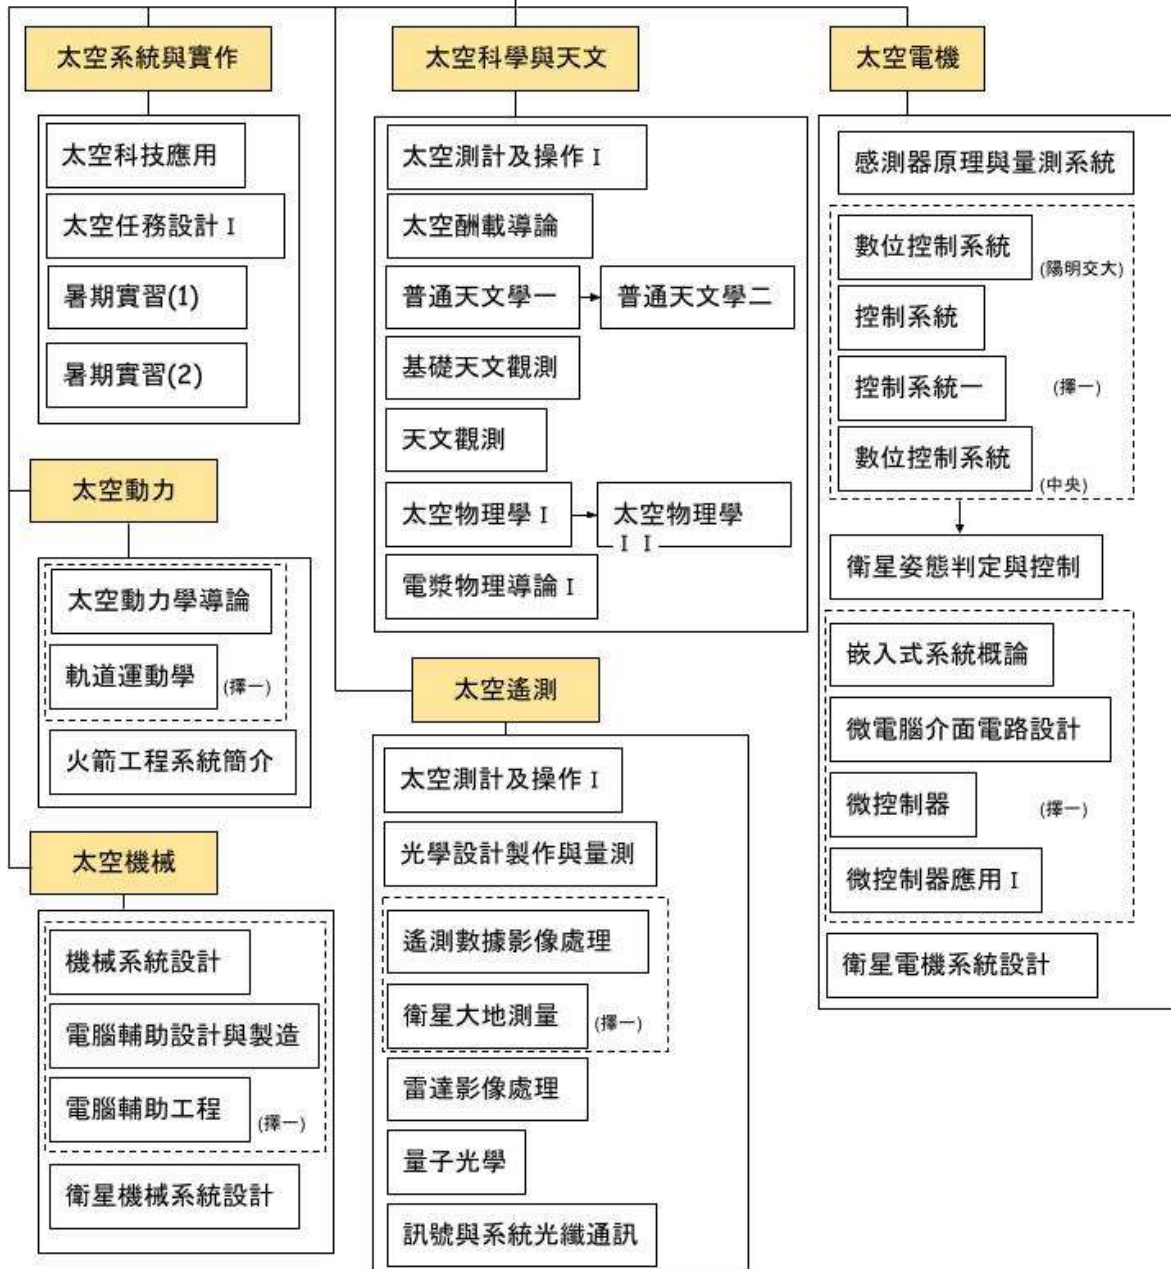 太空系統與實作
太空科技應用
太空任務設計 I
暑期實習(1)
暑期實習(2)
太空動力
太空動力學導論
軌道運動學
(擇一)
火箭工程系統簡介
太空機械
機械系統設計
電腦輔助設計與製造
電腦輔助工程
(擇一)
衛星機械系統設計
太空科學與天文
太空測計及操作 I
太空酬載導論
普通天文學一
普通天文學二
基礎天文觀測
天文觀測
太空物理學 I
太空物理學
I I
電漿物理導論 I
太空遙測
太空測計及操作 I
光學設計製作與量測
遙測數據影像處理
衛星大地測量
(擇一)
雷達影像處理
量子光學
訊號與系統光纖通訊
太空電機
感測器原理與量測系統
數位控制系統
(陽明交大)
控制系統
控制系統一
(擇一)
數位控制系統
(中央)
衛星姿態判定與控制
嵌入式系統概論
微電腦介面電路設計
微控制器
(擇一)
微控制器應用 I
衛星電機系統設計